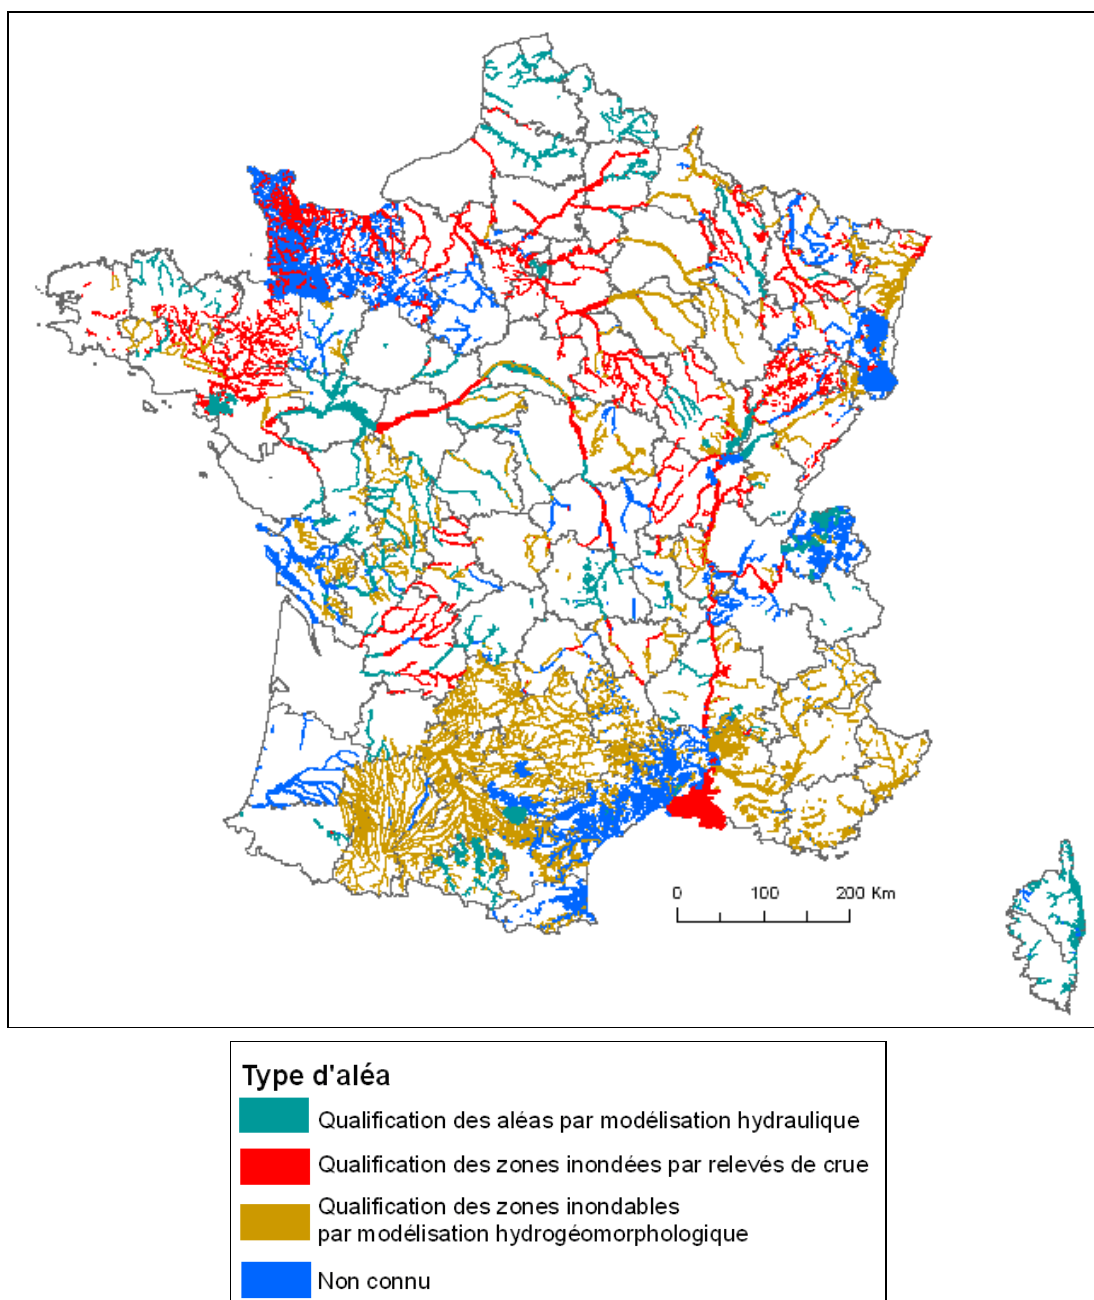 0 100 200 Km
Type d'aléa
Qualification des aléas par modélisation hydraulique
Qualification des zones inondées par relevés de crue
Qualification des zones inondables
par modélisation hydrogéomorphologique
Non connu